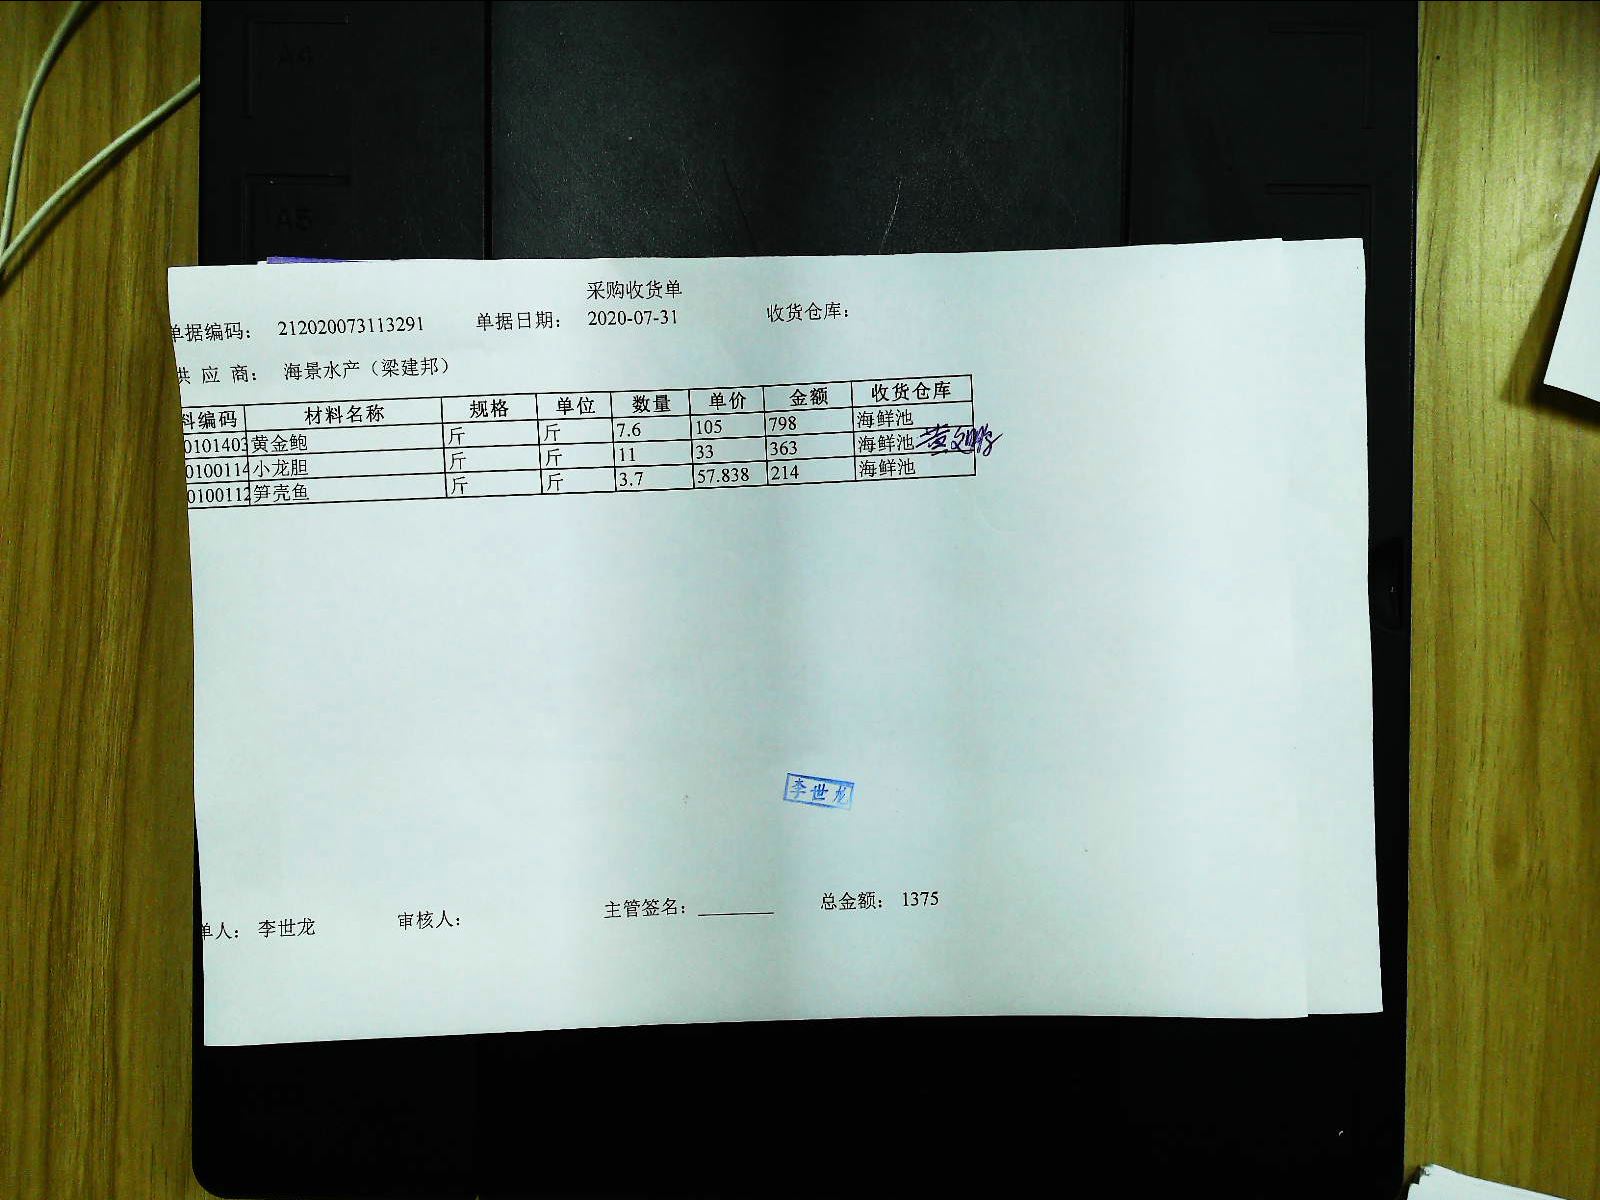 A4
A5
采购收货单
单据编码： 212020073113291 单据日期： 2020-07-31 收货仓库：
供 应 商： 海景水产（梁建邦）
料编码 材料名称 规格 单位 数量 单价 金额 收货仓库
0101403 黄金鲍 斤 斤 7.6 105 798 海鲜池
0100114 小龙胆 斤 斤 11 33 363 海鲜池
0100112 笋壳鱼 斤 斤 3.7 57.838 214 海鲜池
李世龙
单人： 李世龙 审核人： 主管签名：________ 总金额： 1375